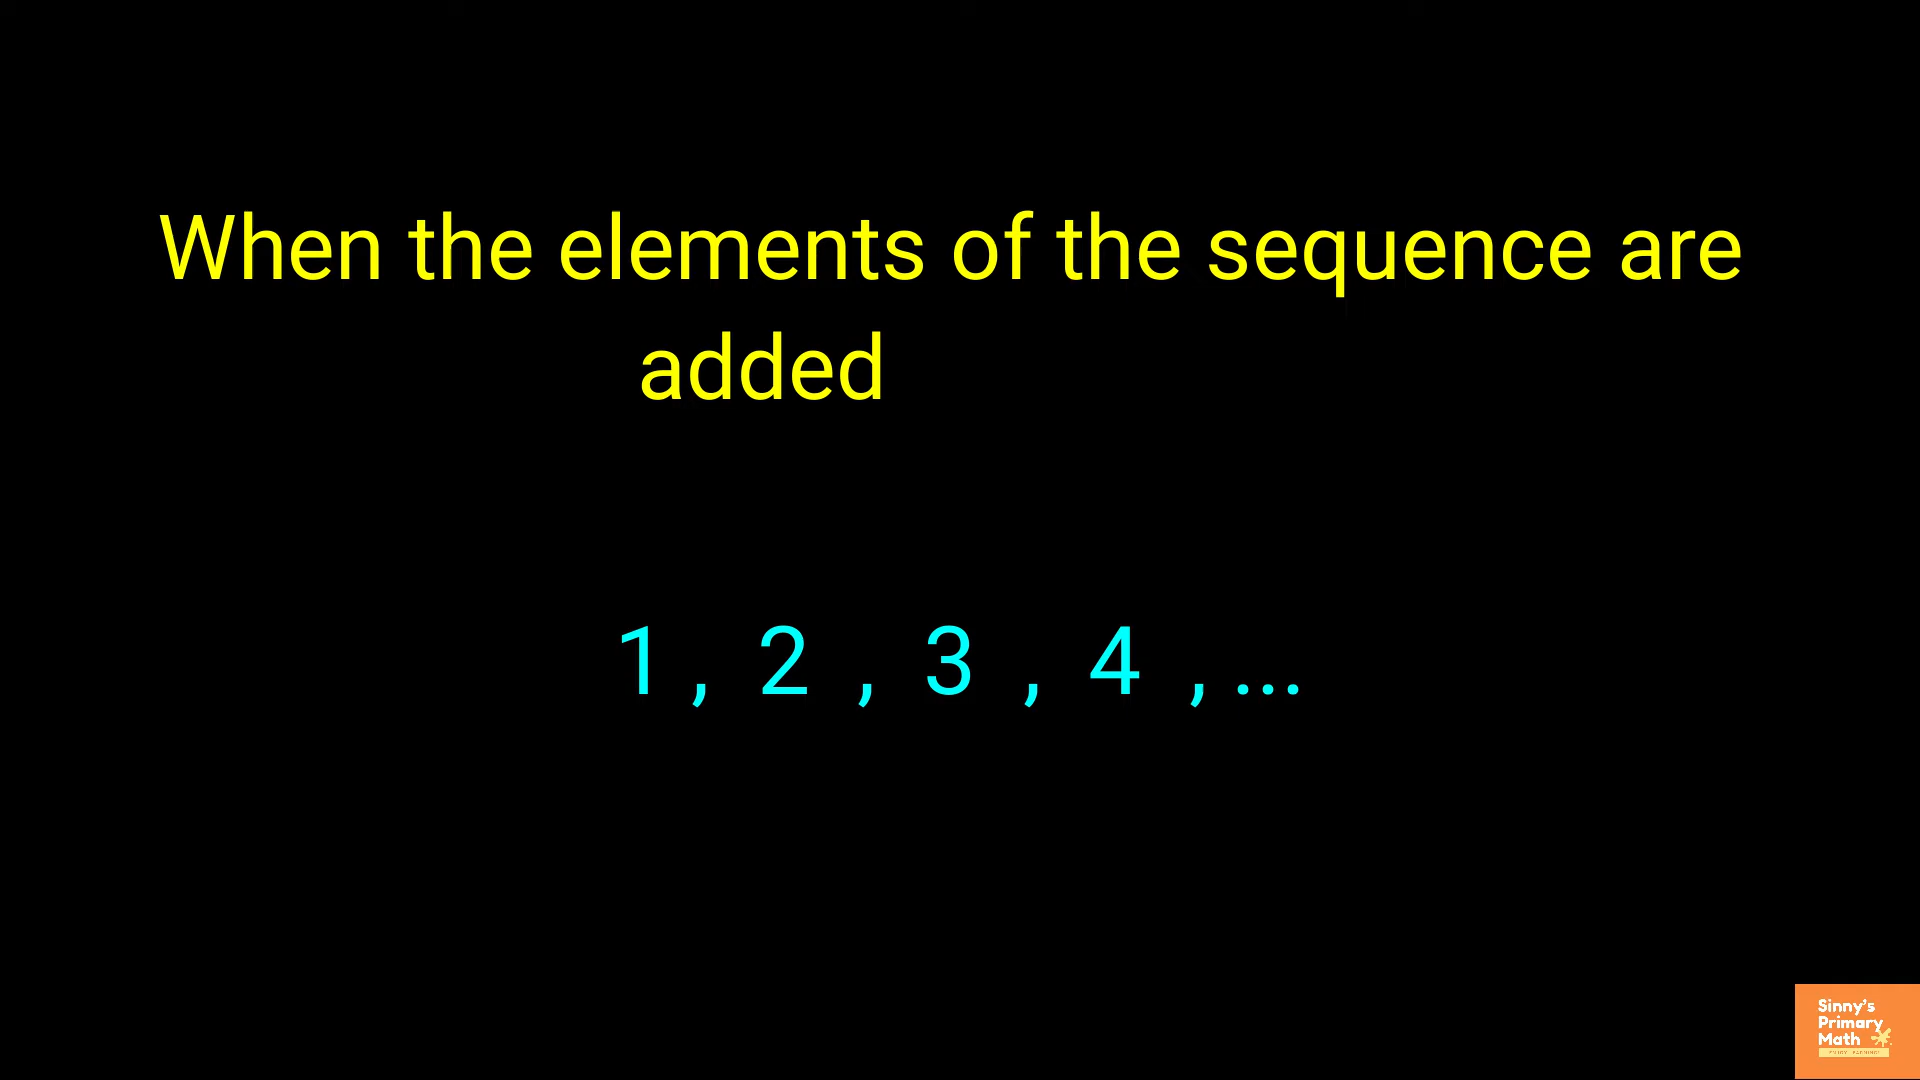 When the elements of the sequence are
added
1 , 2 , 3 , 4 , ...
Sinny's
Primary
Math